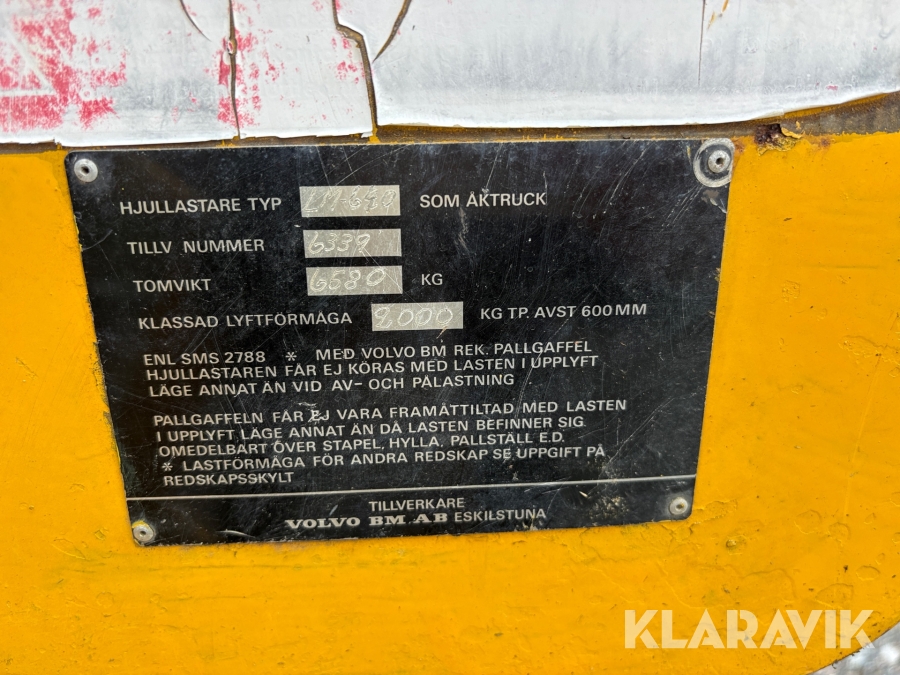 HJULLASTARE TYP LM-640 SOM ÅKTRUCK
TILLV NUMMER 6339
TOMVIKT 6580 KG
KLASSAD LYFTFÖRMÅGA 2000 KG TP. AVST 600 MM
ENL SMS 2788 * MED VOLVO BM REK. PALLGAFFEL
HJULLASTAREN FÅR EJ KÖRAS MED LASTEN I UPPLYFT
LÄGE ANNAT ÄN VID AV- OCH PÅLASTNING
PALLGAFFELN FÅR EJ VARA FRAMÅTTILTAD MED LASTEN
I UPPLYFT LÄGE ANNAT ÄN DÅ LASTEN BEFINNER SIG
OMEDELBART ÖVER STAPEL, HYLLA, PALLSTÄLL E.D.
* LASTFÖRMÅGA FÖR ANDRA REDSKAP SE UPPGIFT PÅ
REDSKAPSSKYLT
TILLVERKARE
VOLVO BM AB ESKILSTUNA
KLARAVIK